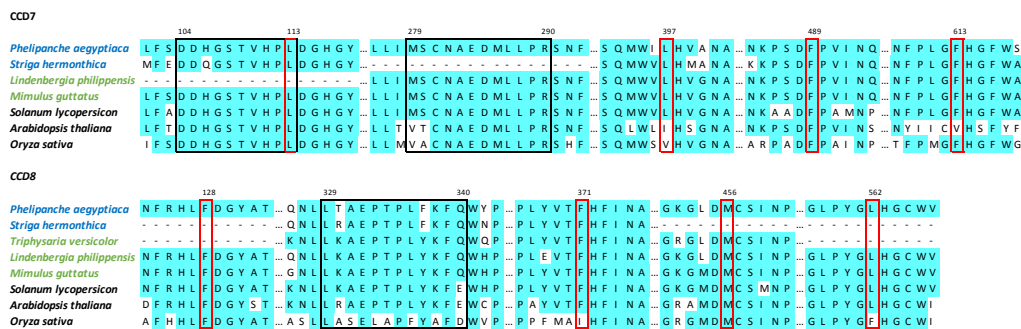 CCD7
104 113 279 290 397 489 613
Phelipanche aegyptiaca L F S D D H G S T V H P L D G H G Y ... L L I M S C N A E D M L L P R S N F ... S Q M W I L H V A N A ... N K P S D F P V I N Q ... N F P L G F H G F W S
Striga hermonthica M F E D D Q G S T V H P L D G H G Y - - - - - - - - - - - - - - - - - - ... S Q M W V L H M A N A ... K K P S D F P V I N Q ... N F P L G F H G F W A
Lindenbergia philippensis - - - - - - - - - - - - - - - - - - L L I M S C N A E D M L L P R S N F ... S Q M W V L H V G N A ... N K P S D F P V I N Q ... N F P L G F H G F W A
Mimulus guttatus L F S D D H G S T V H P L D G H G Y ... L L I M S C N A E D M L L P R S N F ... S Q M W V L H V G N A ... N K P S D F P V I N Q ... N F P L G F H G F W A
Solanum lycopersicon L F A D D H G S T V H P L D G H G Y ... L L I M S C N A E D M L L P R S N F ... S Q M W V L H V G N A ... N K A A D F P A M N P ... N F P L G F H G F W A
Arabidopsis thaliana L F T D D H G S T V H P L D G H G Y ... L L T V T C N A E D M L L P R S N F ... S Q L W L I H S G N A ... N K P S D F P V I N S .. N Y I I C V H S F Y F
Oryza sativa I F S D D H G S T V H P L D G H G Y ... L L M V A C N A E D M L L P R S H F ... S Q M W S V H V G N A ... A R P A D F P A I N P ... T F P M G F H G F W G
CCD8
128 329 340 371 456 562
Phelipanche aegyptiaca N F R H L F D G Y A T ... Q N L L T A E P T P L F K F Q W Y P ... P L Y V T F H F I N A ... G K G L D M C S I N P ... G L P Y G L H G C W V
Striga hermonthica - - - - - - - - - - - ... Q N L L R A E P T P L Y K F Q W N P ... P L Y V T F H F I N A ... - - - - - - - - - - - ... - - - - - - - - - - -
Triphysaria versicolor - - - - - - - - - - - K N L L K A E P T P L Y K F Q W Q P ... P L Y V T F H F I N A ... G R G L D M C S I N P ... - - - - - - - - - - -
Lindenbergia philippensis N F R H L F D G Y A T ... Q N L L K A E P T P L Y K F Q W H P ... P L E V T F H F I N A ... G K G L D M C S I N P ... G L P Y G L H G C W V
Mimulus guttatus N F R H L F D G Y A T ... G N L L K A E P T P L Y K F Q W H P ... P L Y V T F H F I N A ... G K G M D M C S I N P ... G L P Y G L H G C W V
Solanum lycopersicon N F R H L F D G Y A T ... K N L L K A E P T P L Y K F E W H P ... P L Y V T F H F I N A ... G K G M D M C S M N P ... G L P Y G L H G C W V
Arabidopsis thaliana D F R H L F D G Y S T ... K N L L R A E P T P L Y K F E W C P ... P A Y V T F H F I N A ... G R A M D M C S I N P ... G L P Y G L H G C W I
Oryza sativa A F H H L F D G Y A T ... A S L L A S E L A P F Y A F D W V P ... P P F M A I H F I N A ... G R G M D M C S I N P ... G L P Y G F H G C W I